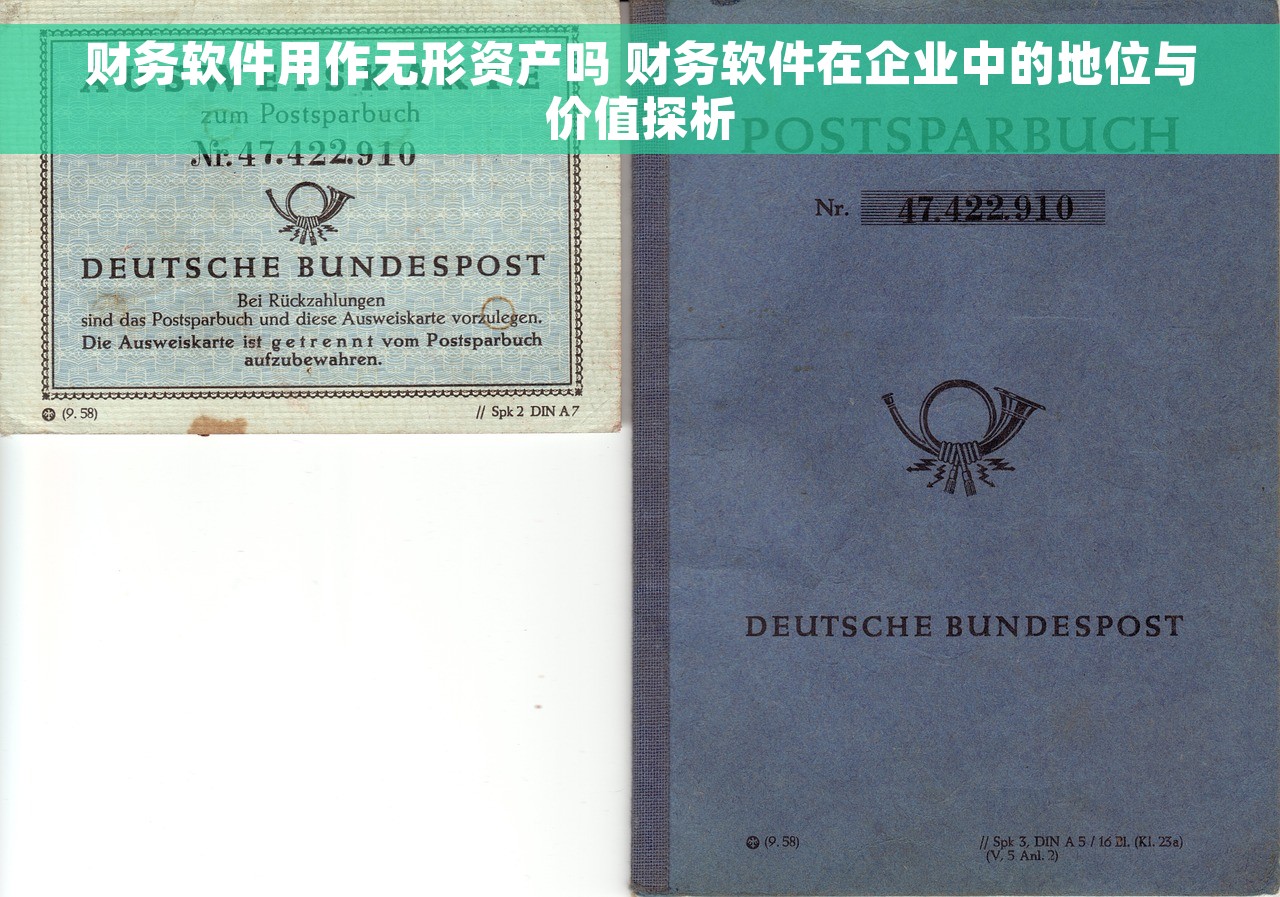 财务软件用作无形资产吗 财务软件在企业中的地位与
价值探析
AUSWEISKARTE
zum Postsparbuch
Nr. 47.422.910
DEUTSCHE BUNDESPOST
Bei Rückzahlungen
sind das Postsparbuch und diese Ausweiskarte vorzulegen.
Die Ausweiskarte ist getrennt vom Postsparbuch
aufzubewahren.
(9. 58)
// Spk 2 DIN A 7
POSTSPARBUCH
Nr. 47.422.910
DEUTSCHE BUNDESPOST
(9. 58)
// Spk 3, DIN A 5 / 16 Bl. (Kl. 23a)
(V, 5 Anl. 2)